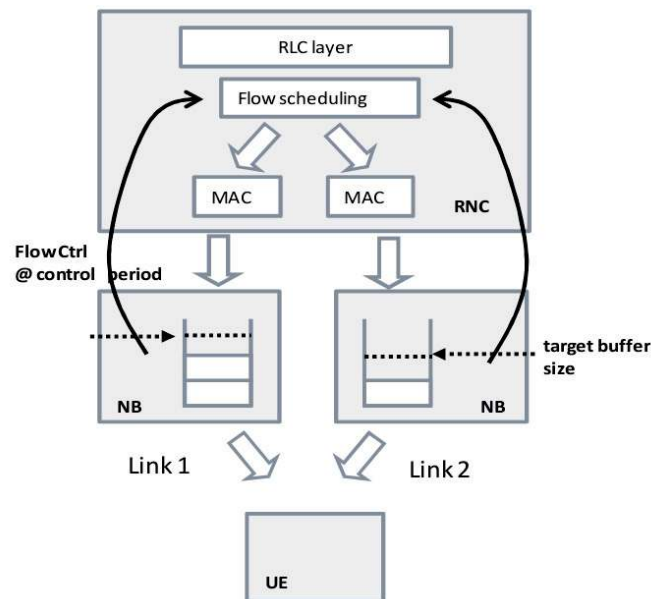 RLC layer
Flow scheduling
MAC
MAC
RNC
FlowCtrl
@ control period
target buffer
size
NB
NB
Link 1
Link 2
UE